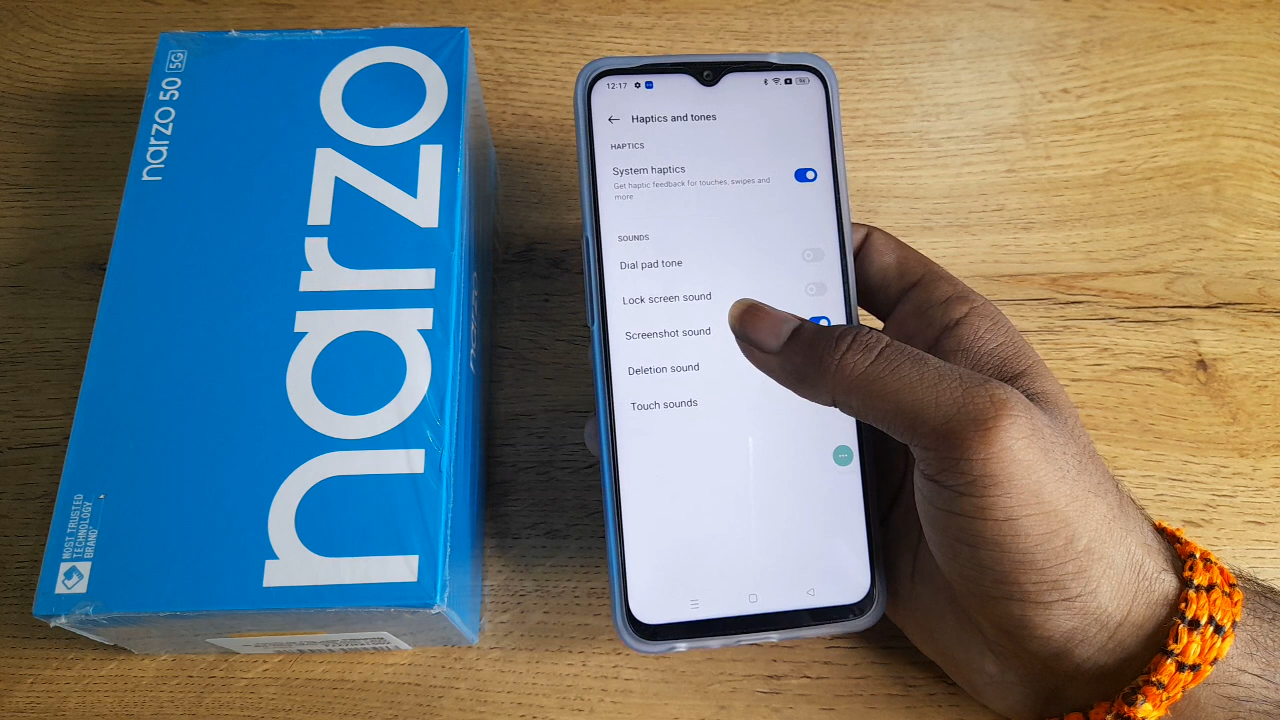 narzo 50 5G
narzo
MOST TRUSTED
TECHNOLOGY
BRAND*
12:17
Haptics and tones
HAPTICS
System haptics
Get haptic feedback for touches, swipes and
more
SOUNDS
Dial pad tone
Lock screen sound
Screenshot sound
Deletion sound
Touch sounds